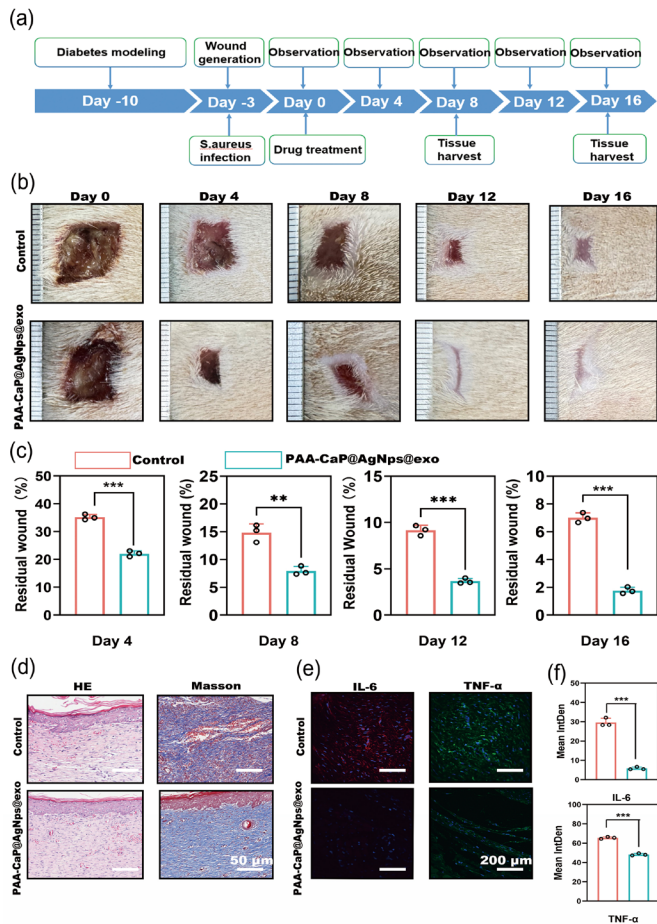 (a)
Diabetes modeling
Wound
generation
Observation
Observation
Observation
Observation
Observation
Day -10
Day -3
Day 0
Day 4
Day 8
Day 12
Day 16
S.aureus
infection
Drug treatment
Tissue
harvest
Tissue
harvest
(b)
Day 0
Day 4
Day 8
Day 12
Day 16
Control
PAA-CaP@AgNps@exo
(c)
Control
PAA-CaP@AgNps@exo
Residual Wound (%)
50
40
30
20
10
0
***
Day 4
Residual wound (%)
20
15
10
5
0
**
Day 8
Residual Wound (%)
15
10
5
0
***
Day 12
Residual wound (%)
8
6
4
2
0
***
Day 16
(d)
HE
Masson
Control
PAA-CaP@AgNps@exo
50 μm
(e)
IL-6
TNF-α
Control
PAA-CaP@AgNps@exo
200 μm
(f)
Mean IntDen
50
40
30
20
10
0
***
IL-6
Mean IntDen
100
80
60
40
20
0
***
TNF-α